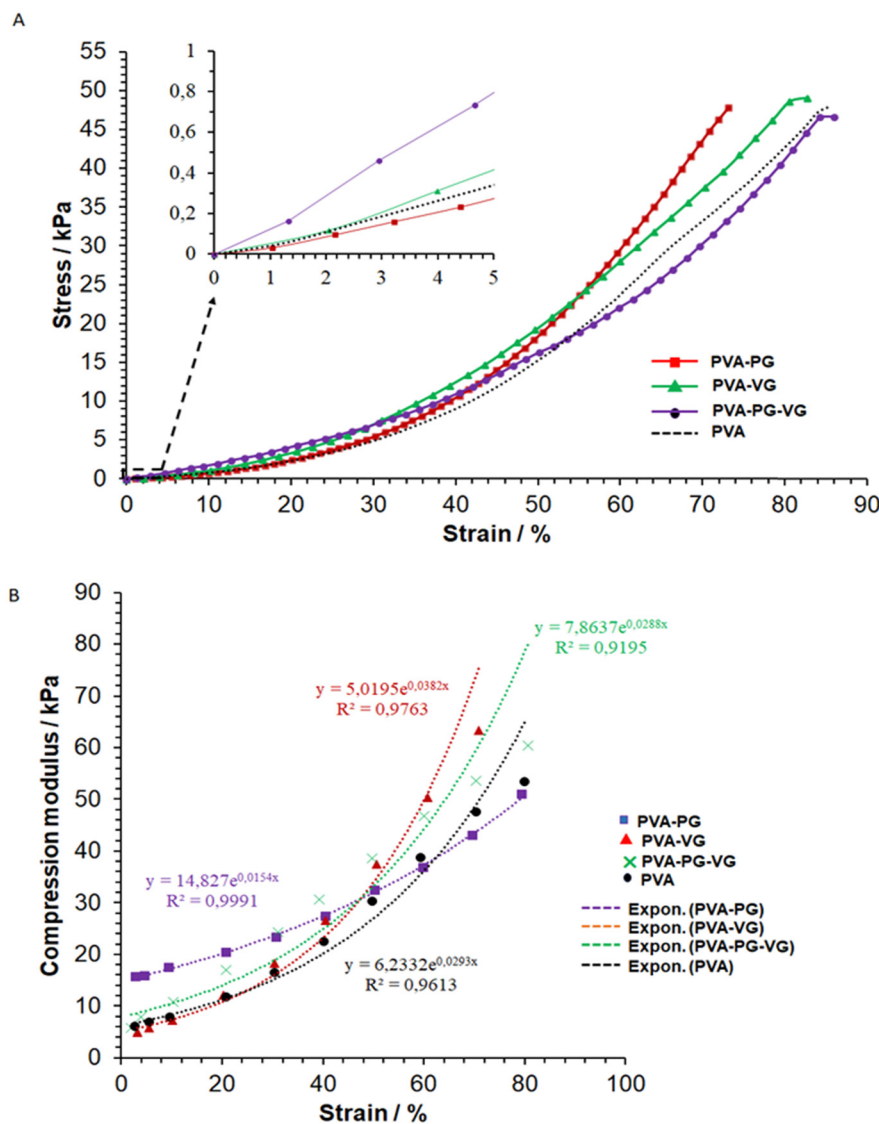 A
55
50
45
40
35
30
25
20
15
10
5
0
Stress / kPa
1
0,8
0,6
0,4
0,2
0
0 1 2 3 4 5
PVA-PG
PVA-VG
PVA-PG-VG
PVA
0 10 20 30 40 50 60 70 80 90
Strain / %
B
90
80
70
60
50
40
30
20
10
0
Compression modulus / kPa
y = 7,8637e^0,0288x
R² = 0,9195
y = 5,0195e^0,0382x
R² = 0,9763
y = 14,827e^0,0154x
R² = 0,9991
y = 6,2332e^0,0293x
R² = 0,9613
PVA-PG
PVA-VG
PVA-PG-VG
PVA
Expon. (PVA-PG)
Expon. (PVA-VG)
Expon. (PVA-PG-VG)
Expon. (PVA)
0 20 40 60 80 100
Strain / %